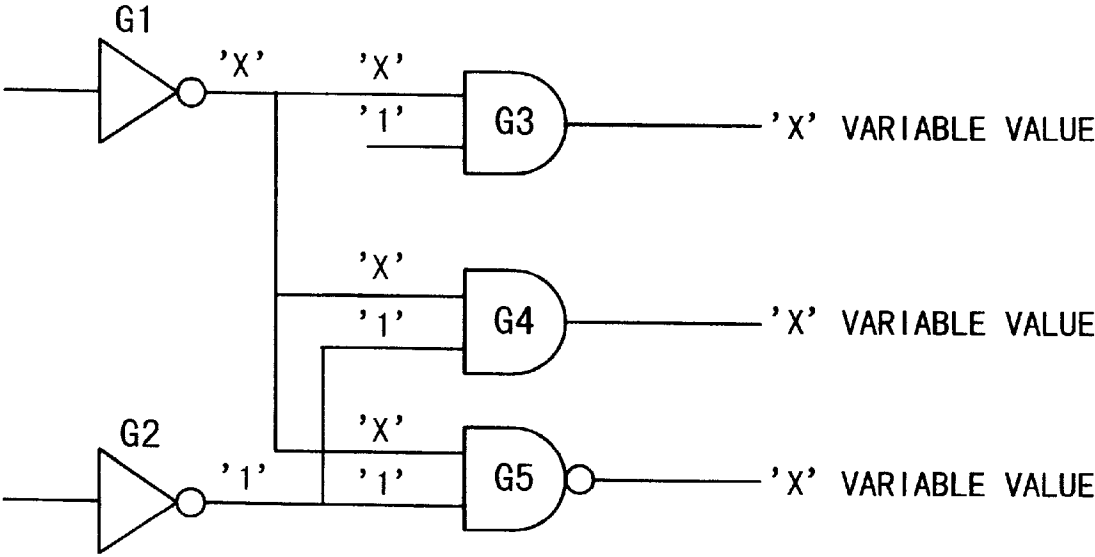 G1
'X'
'X'
'1'
G3
'X' VARIABLE VALUE
'X'
'1'
G4
'X' VARIABLE VALUE
G2
'1'
'X'
'1'
G5
'X' VARIABLE VALUE